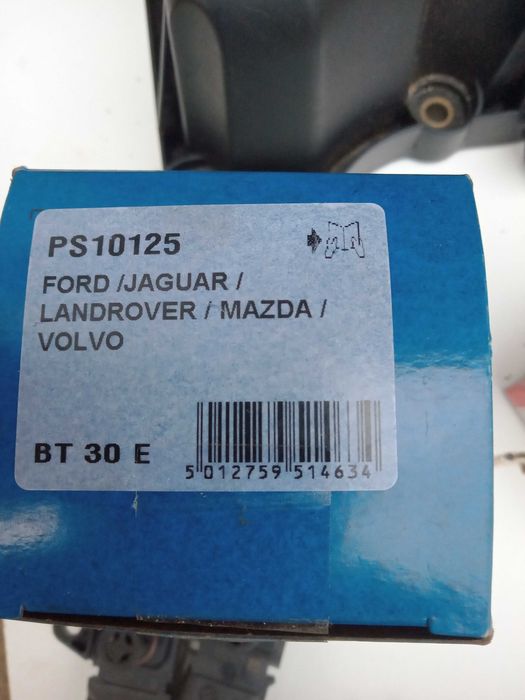 PS10125
FORD /JAGUAR /
LANDROVER / MAZDA /
VOLVO
BT 30 E
5 012759 514634